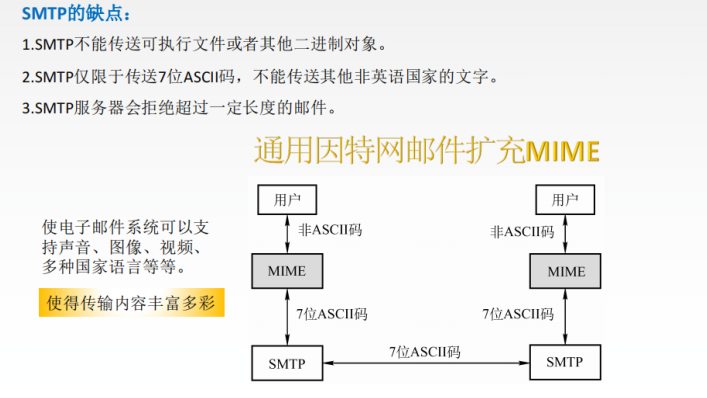 SMTP的缺点：
1.SMTP不能传送可执行文件或者其他二进制对象。
2.SMTP仅限于传送7位ASCII码，不能传送其他非英语国家的文字。
3.SMTP服务器会拒绝超过一定长度的邮件。
通用因特网邮件扩充MIME
使电子邮件系统可以支
持声音、图像、视频、
多种国家语言等等。
使得传输内容丰富多彩
用户
用户
非ASCII码
非ASCII码
MIME
MIME
7位ASCII码
7位ASCII码
SMTP
7位ASCII码
SMTP